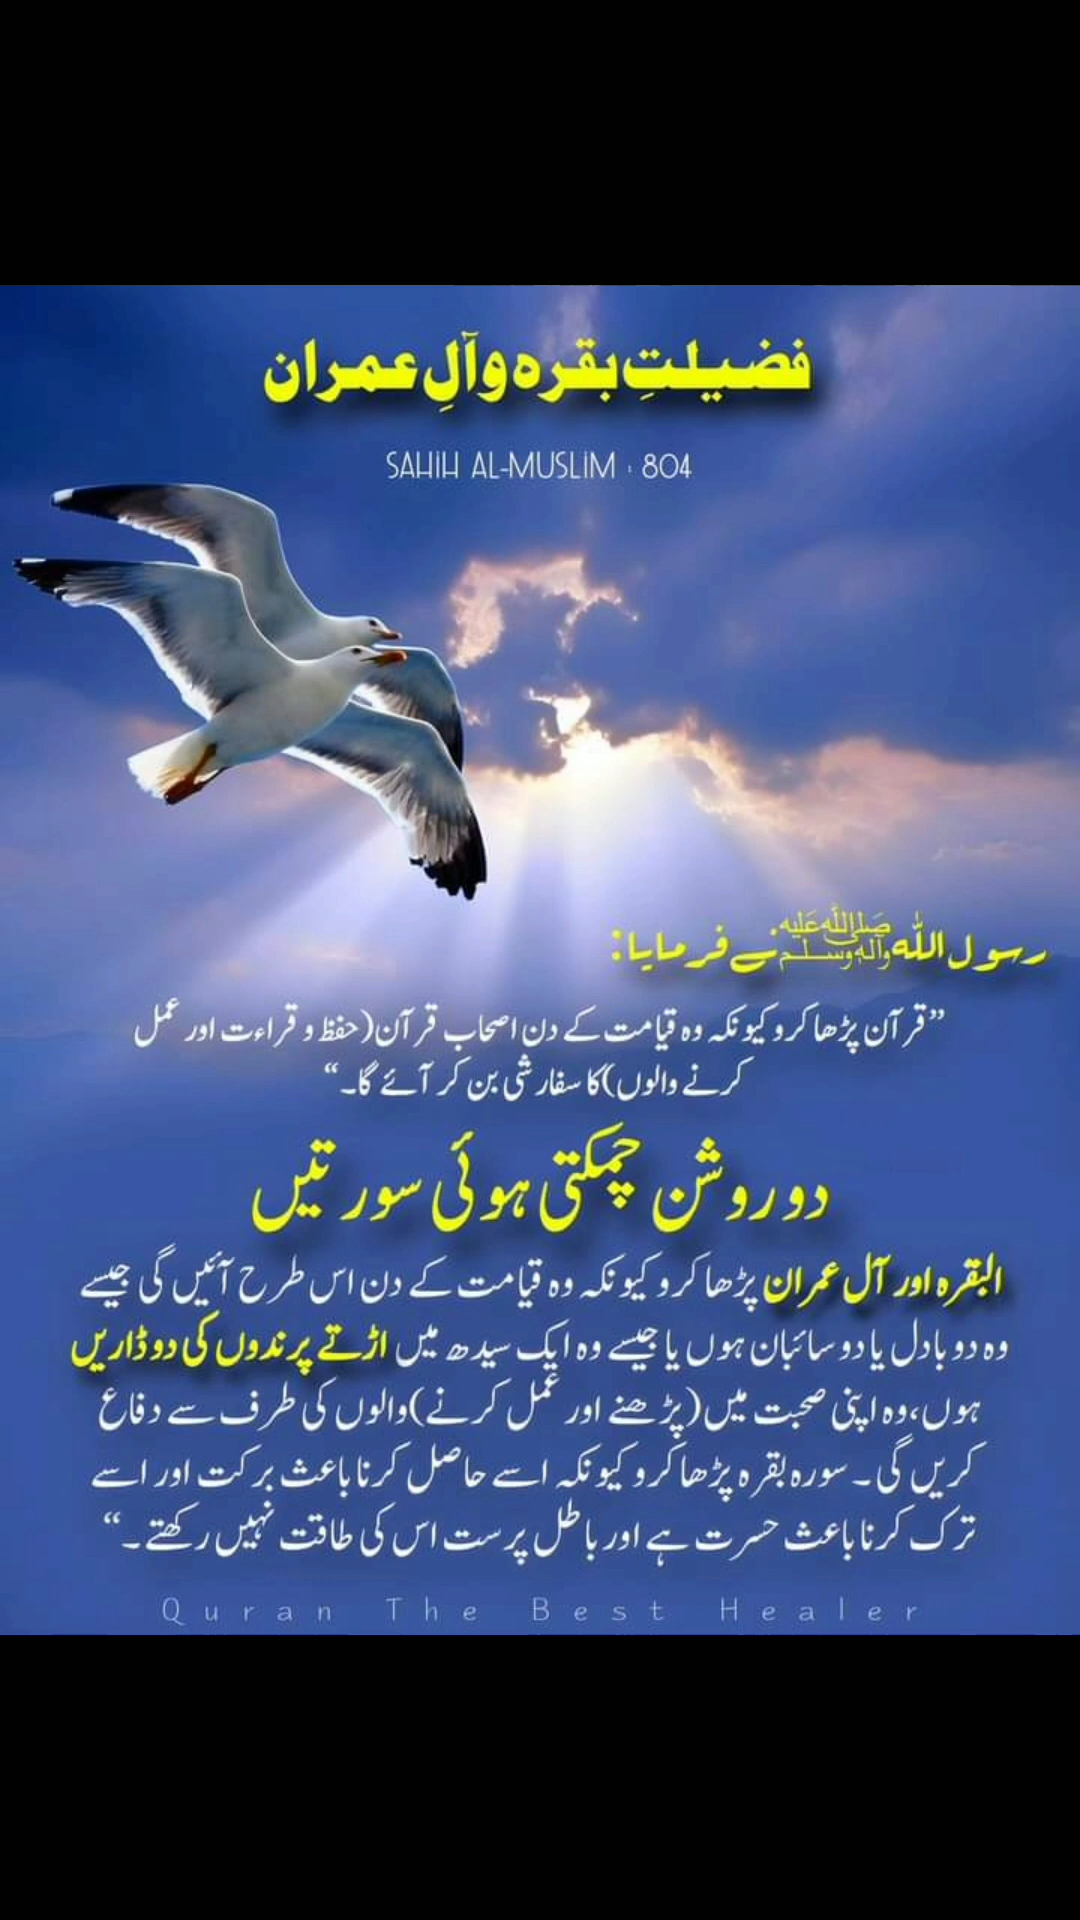 فضیلتِ بقرہ وآلِ عمران
SAHIH AL-MUSLIM : 804
رسول اللہ ﷺ نے فرمایا:
”قرآن پڑھا کرو کیونکہ وہ قیامت کے دن اصحاب قرآن(حفظ و قراءت اور عمل
کرنے والوں)کا سفارشی بن کر آئے گا۔“
دو روشن چمکتی ہوئی سورتیں
البقرہ اور آل عمران پڑھا کرو کیونکہ وہ قیامت کے دن اس طرح آئیں گی جیسے
وہ دو بادل یا دو سائبان ہوں یا جیسے وہ ایک سیدھ میں اڑتے پرندوں کی دو ڈاریں
ہوں،وہ اپنی صحبت میں(پڑھنے اور عمل کرنے)والوں کی طرف سے دفاع
کریں گی۔ سورہ بقرہ پڑھا کرو کیونکہ اسے حاصل کرنا باعث برکت اور اسے
ترک کرنا باعث حسرت ہے اور باطل پرست اس کی طاقت نہیں رکھتے۔“
Quran The Best Healer